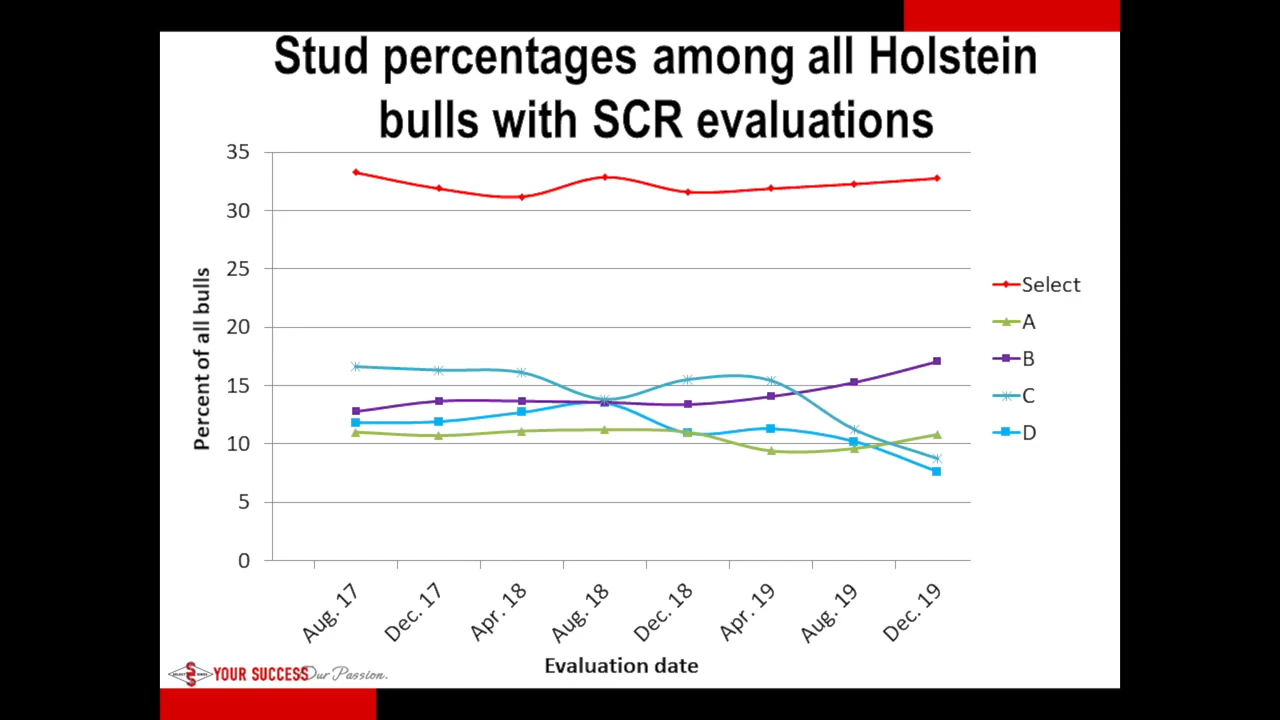 Stud percentages among all Holstein
bulls with SCR evaluations
35
30
25
20
15
10
5
0
Percent of all bulls
Select
A
B
C
D
Aug. 17
Dec. 17
Apr. 18
Aug. 18
Dec. 18
Apr. 19
Aug. 19
Dec. 19
Evaluation date
YOUR SUCCESS Our Passion.